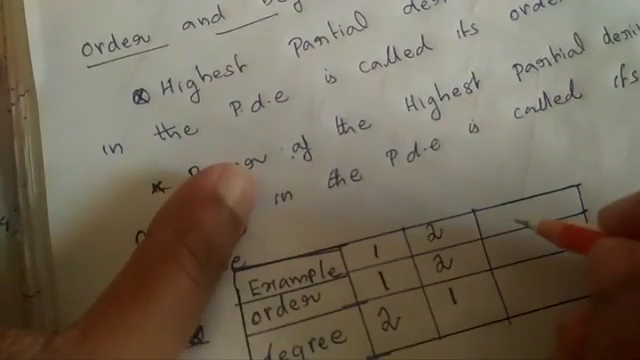 order and
* Highest Partial
in the P.d.e is called its order
* of the Highest Partial
in the P.d.e is called its
Example 1 2
order 1 2
degree 2 1